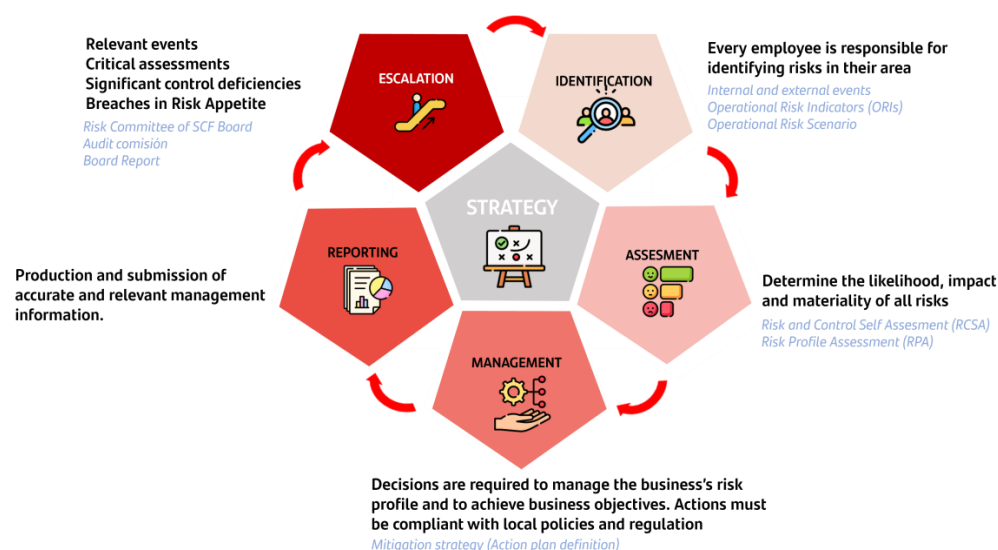 Relevant events
Critical assessments
Significant control deficiencies
Breaches in Risk Appetite
Risk Committee of SCF Board
Audit comisión
Board Report
ESCALATION
IDENTIFICATION
Every employee is responsible for
identifying risks in their area
Internal and external events
Operational Risk Indicators (ORIs)
Operational Risk Scenario
STRATEGY
REPORTING
Production and submission of
accurate and relevant management
information.
ASSESMENT
Determine the likelihood, impact
and materiality of all risks
Risk and Control Self Assesment (RCSA)
Risk Profile Assessment (RPA)
MANAGEMENT
Decisions are required to manage the business's risk
profile and to achieve business objectives. Actions must
be compliant with local policies and regulation
Mitigation strategy (Action plan definition)